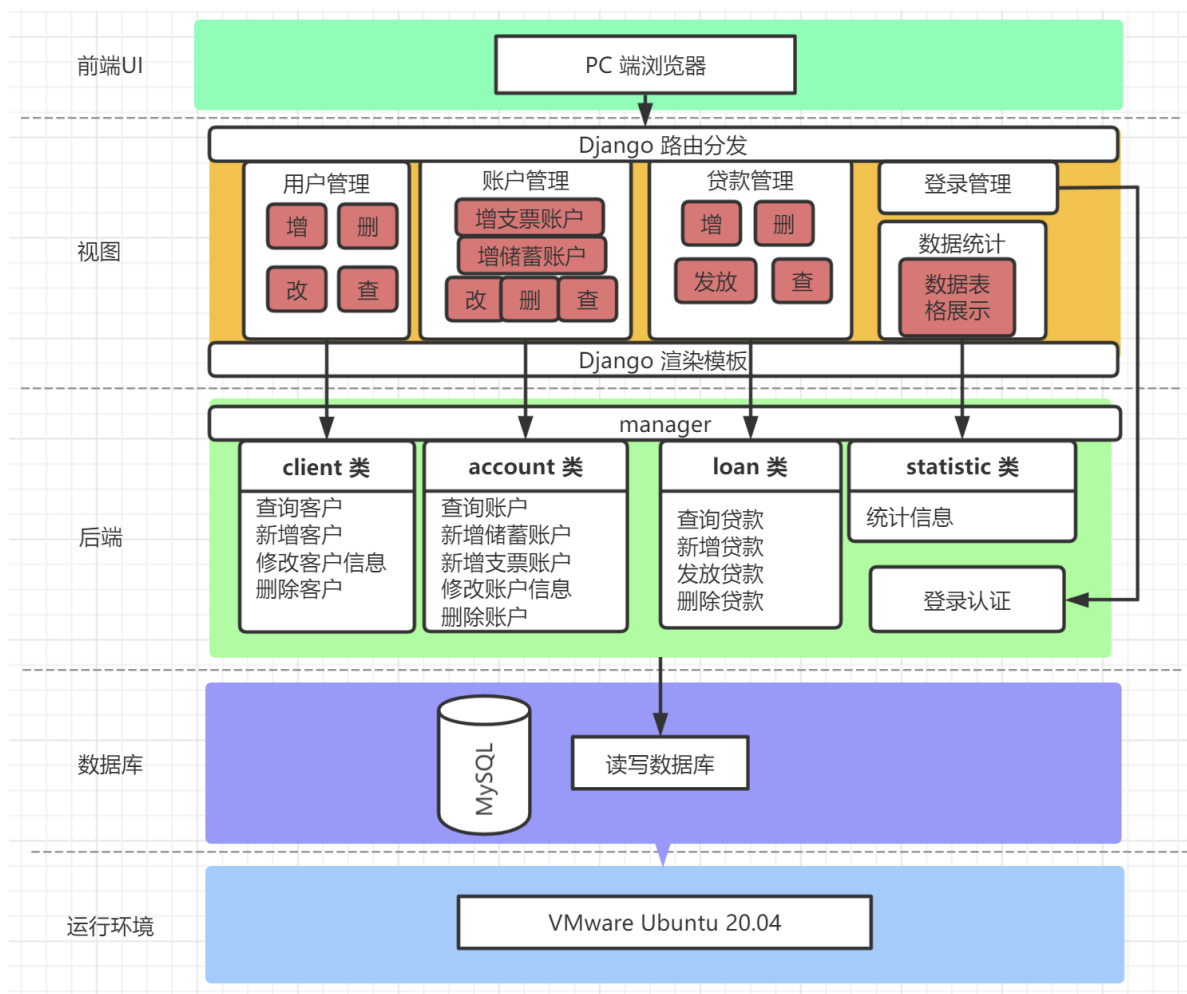 前端UI
PC 端浏览器
视图
Django 路由分发
用户管理
增
删
改
查
账户管理
增支票账户
增储蓄账户
改
删
查
贷款管理
增
删
发放
查
登录管理
数据统计
数据表
格展示
Django 渲染模板
后端
manager
client 类
查询客户
新增客户
修改客户信息
删除客户
account 类
查询账户
新增储蓄账户
新增支票账户
修改账户信息
删除账户
loan 类
查询贷款
新增贷款
发放贷款
删除贷款
statistic 类
统计信息
登录认证
数据库
MySQL
读写数据库
运行环境
VMware Ubuntu 20.04